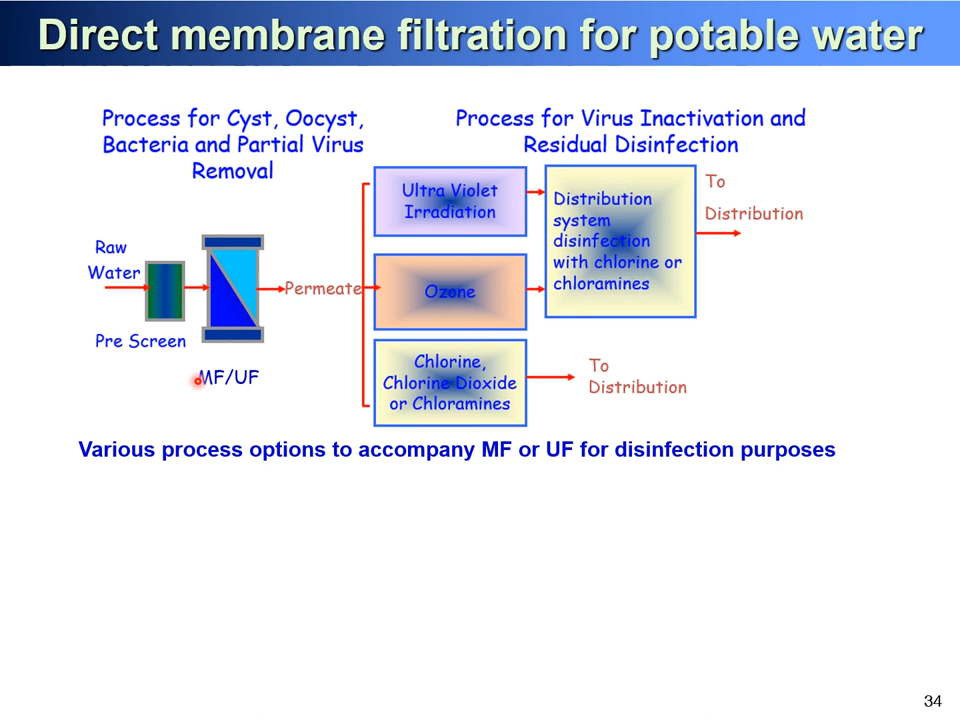 Direct membrane filtration for potable water
Process for Cyst, Oocyst,
Bacteria and Partial Virus
Removal
Process for Virus Inactivation and
Residual Disinfection
Raw
Water
Pre Screen
MF/UF
Permeate
Ultra Violet
Irradiation
Ozone
Chlorine,
Chlorine Dioxide
or Chloramines
Distribution
system
disinfection
with chlorine or
chloramines
To
Distribution
To
Distribution
Various process options to accompany MF or UF for disinfection purposes
34